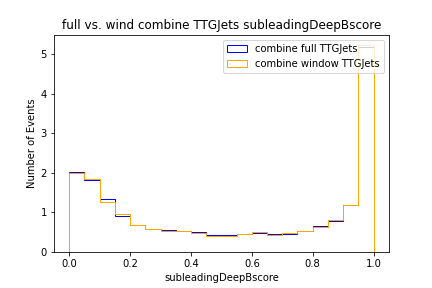 full vs. wind combine TTGJets subleadingDeepBscore
combine full TTGJets
combine window TTGJets
Number of Events
5
4
3
2
1
0
0.0 0.2 0.4 0.6 0.8 1.0
subleadingDeepBscore